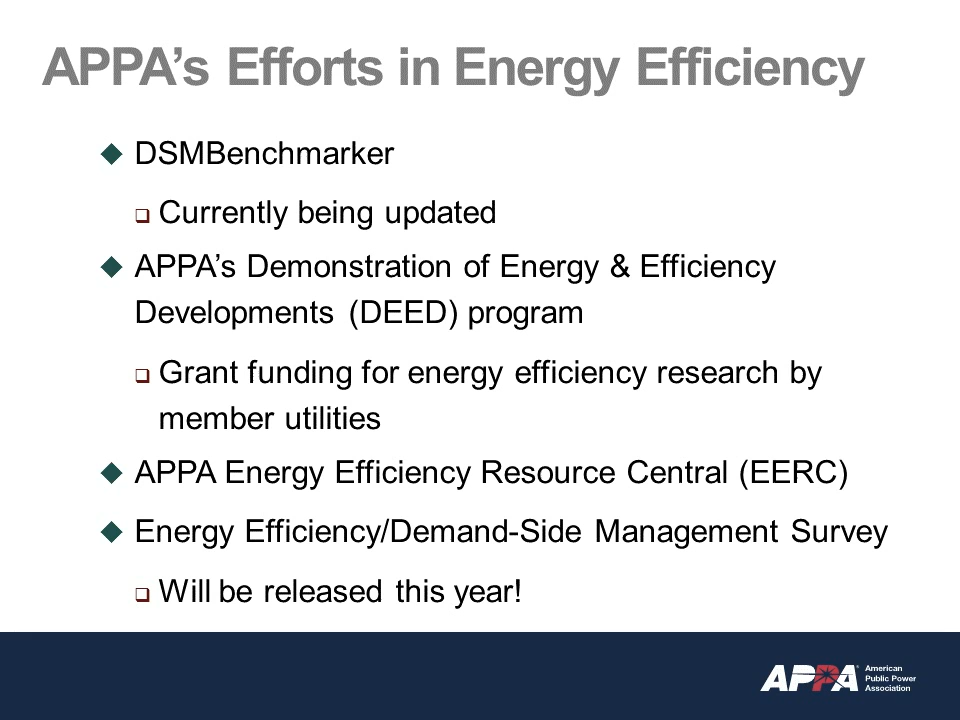 APPA’s Efforts in Energy Efficiency
DSMBenchmarker
Currently being updated
APPA’s Demonstration of Energy & Efficiency
Developments (DEED) program
Grant funding for energy efficiency research by
member utilities
APPA Energy Efficiency Resource Central (EERC)
Energy Efficiency/Demand-Side Management Survey
Will be released this year!
APPA
American
Public Power
Association